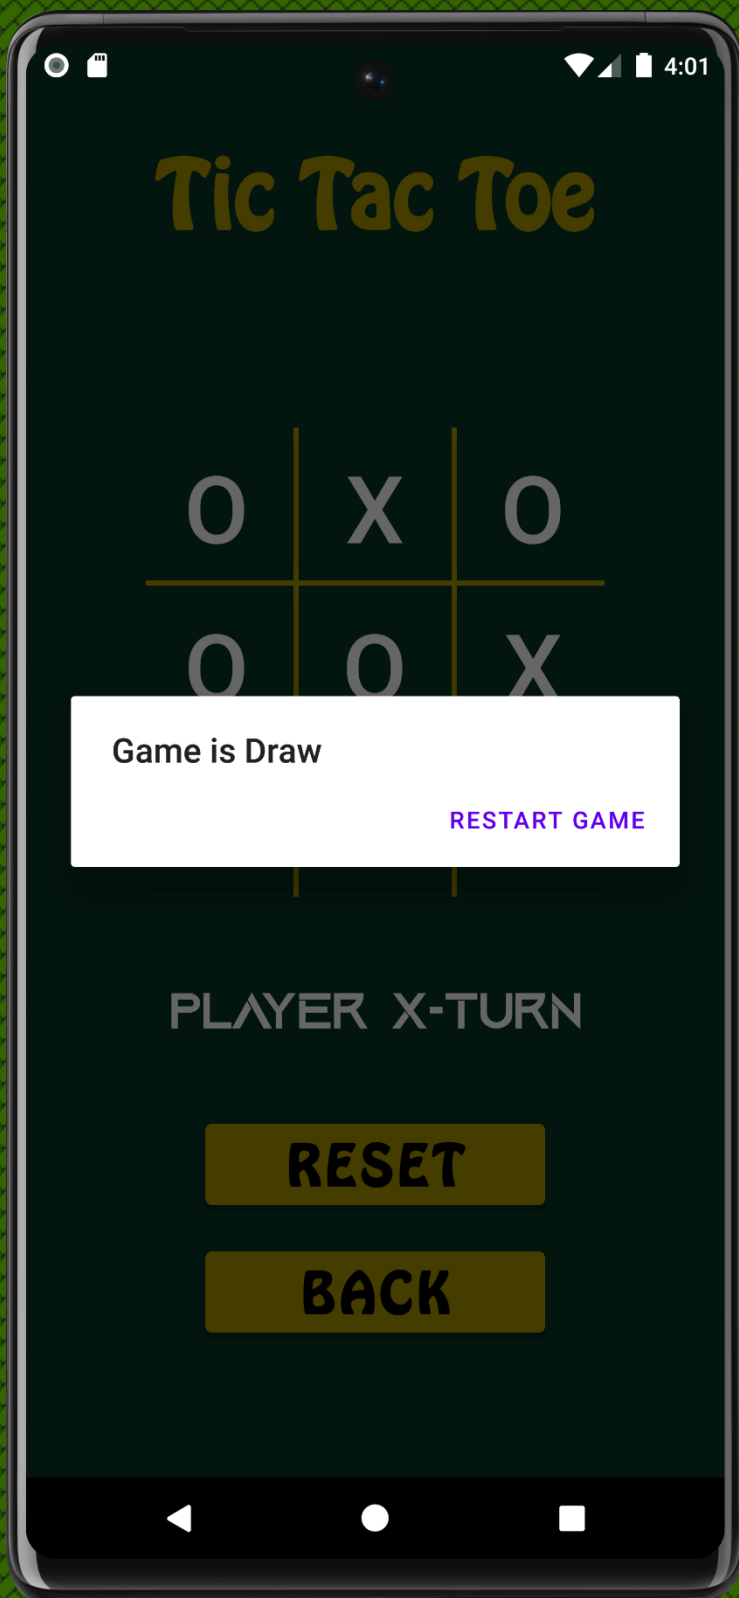 4:01
Tic Tac Toe
O X O
O O X
Game is Draw
RESTART GAME
PLAYER X-TURN
RESET
BACK